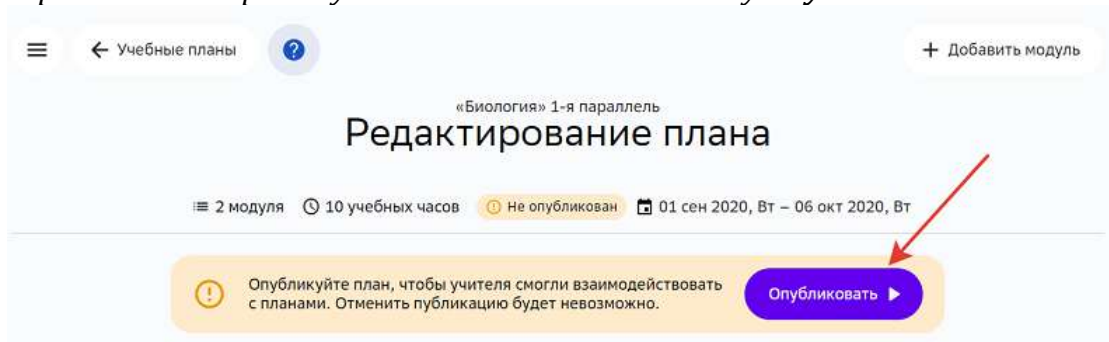 ← Учебные планы
?
+ Добавить модуль
«Биология» 1-я параллель
Редактирование плана
2 модуля 10 учебных часов Не опубликован 01 сен 2020, Вт – 06 окт 2020, Вт
Опубликуйте план, чтобы учителя смогли взаимодействовать
с планами. Отменить публикацию будет невозможно.
Опубликовать